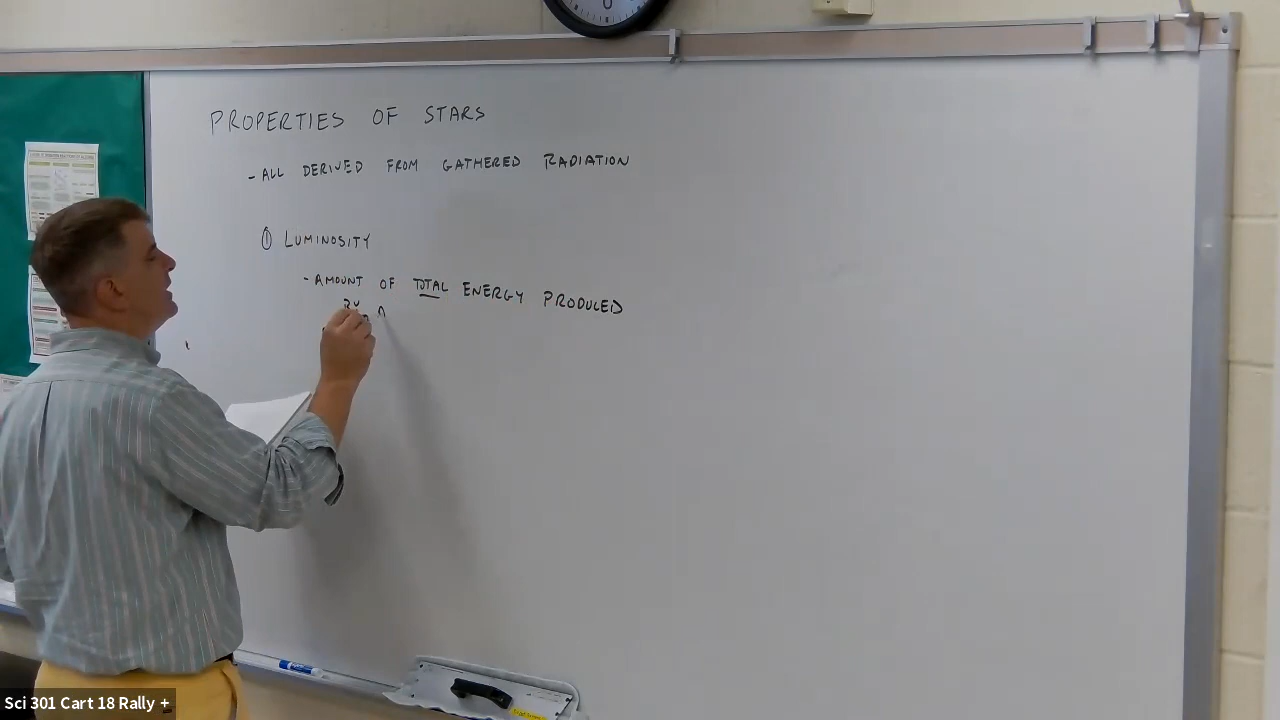 PROPERTIES OF STARS
- ALL DERIVED FROM GATHERED RADIATION
① LUMINOSITY
- AMOUNT OF TOTAL ENERGY PRODUCED
Sci 301 Cart 18 Rally +